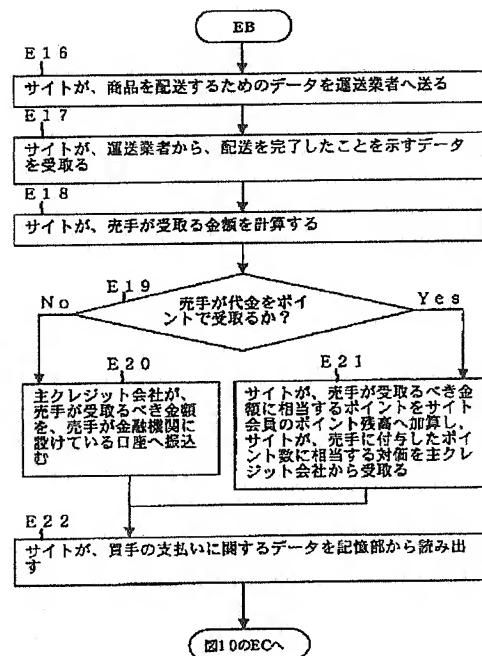 EB
E16
サイトが、商品を配送するためのデータを運送業者へ送る
E17
サイトが、運送業者から、配送を完了したことを示すデータ
を受取る
E18
サイトが、売手が受取る金額を計算する
E19
No
売手が代金をポイ
ントで受取るか?
Yes
E20
主クレジット会社が、
売手が受取るべき金額
を、売手が金融機関に
設けている口座へ振込
む
E21
サイトが、売手が受取るべき金
額に相当するポイントをサイト
会員のポイント残高へ加算し、
サイトが、売手に付与したポイ
ント数に相当する対価を主クレ
ジット会社から受取る
E22
サイトが、買手の支払いに関するデータを記憶部から読み出
す
図10のECへ